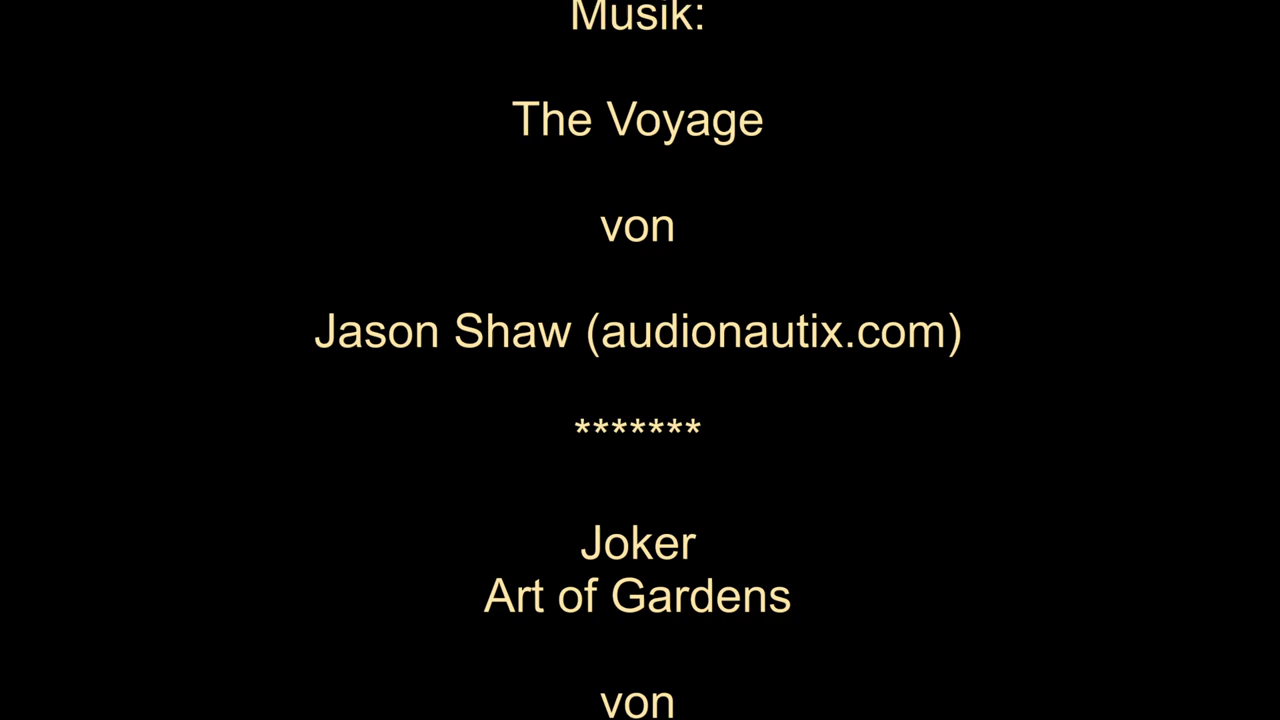 Musik:
The Voyage
von
Jason Shaw (audionautix.com)
*******
Joker
Art of Gardens
von